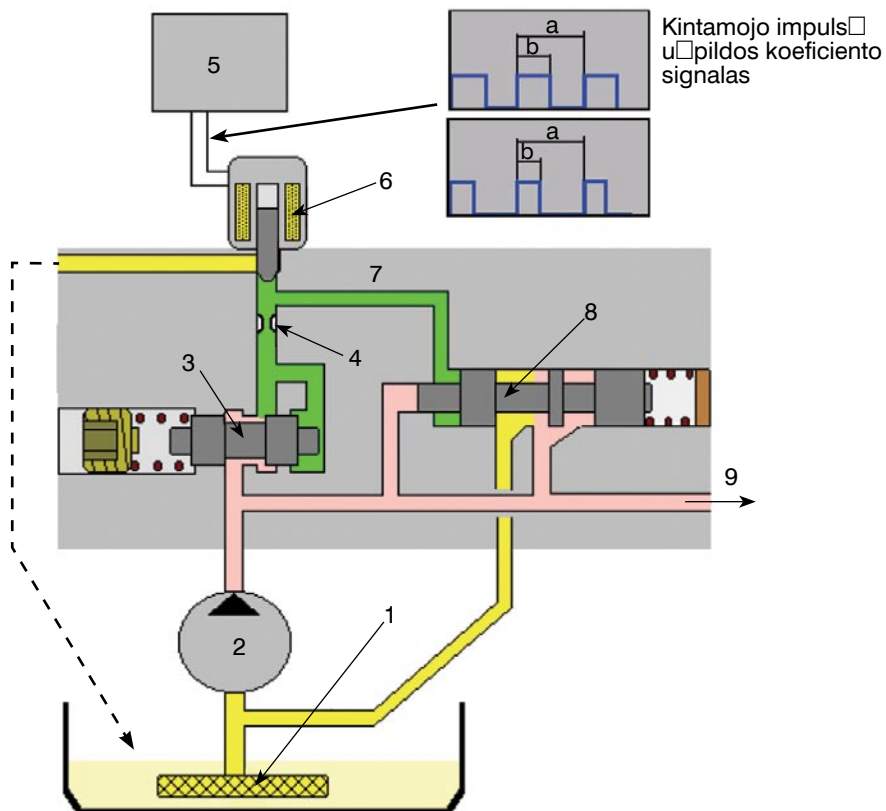 Kintamojo impuls□
u□pildos koeficiento
signalas
a
b
a
b
5
6
7
8
4
3
9
1
2